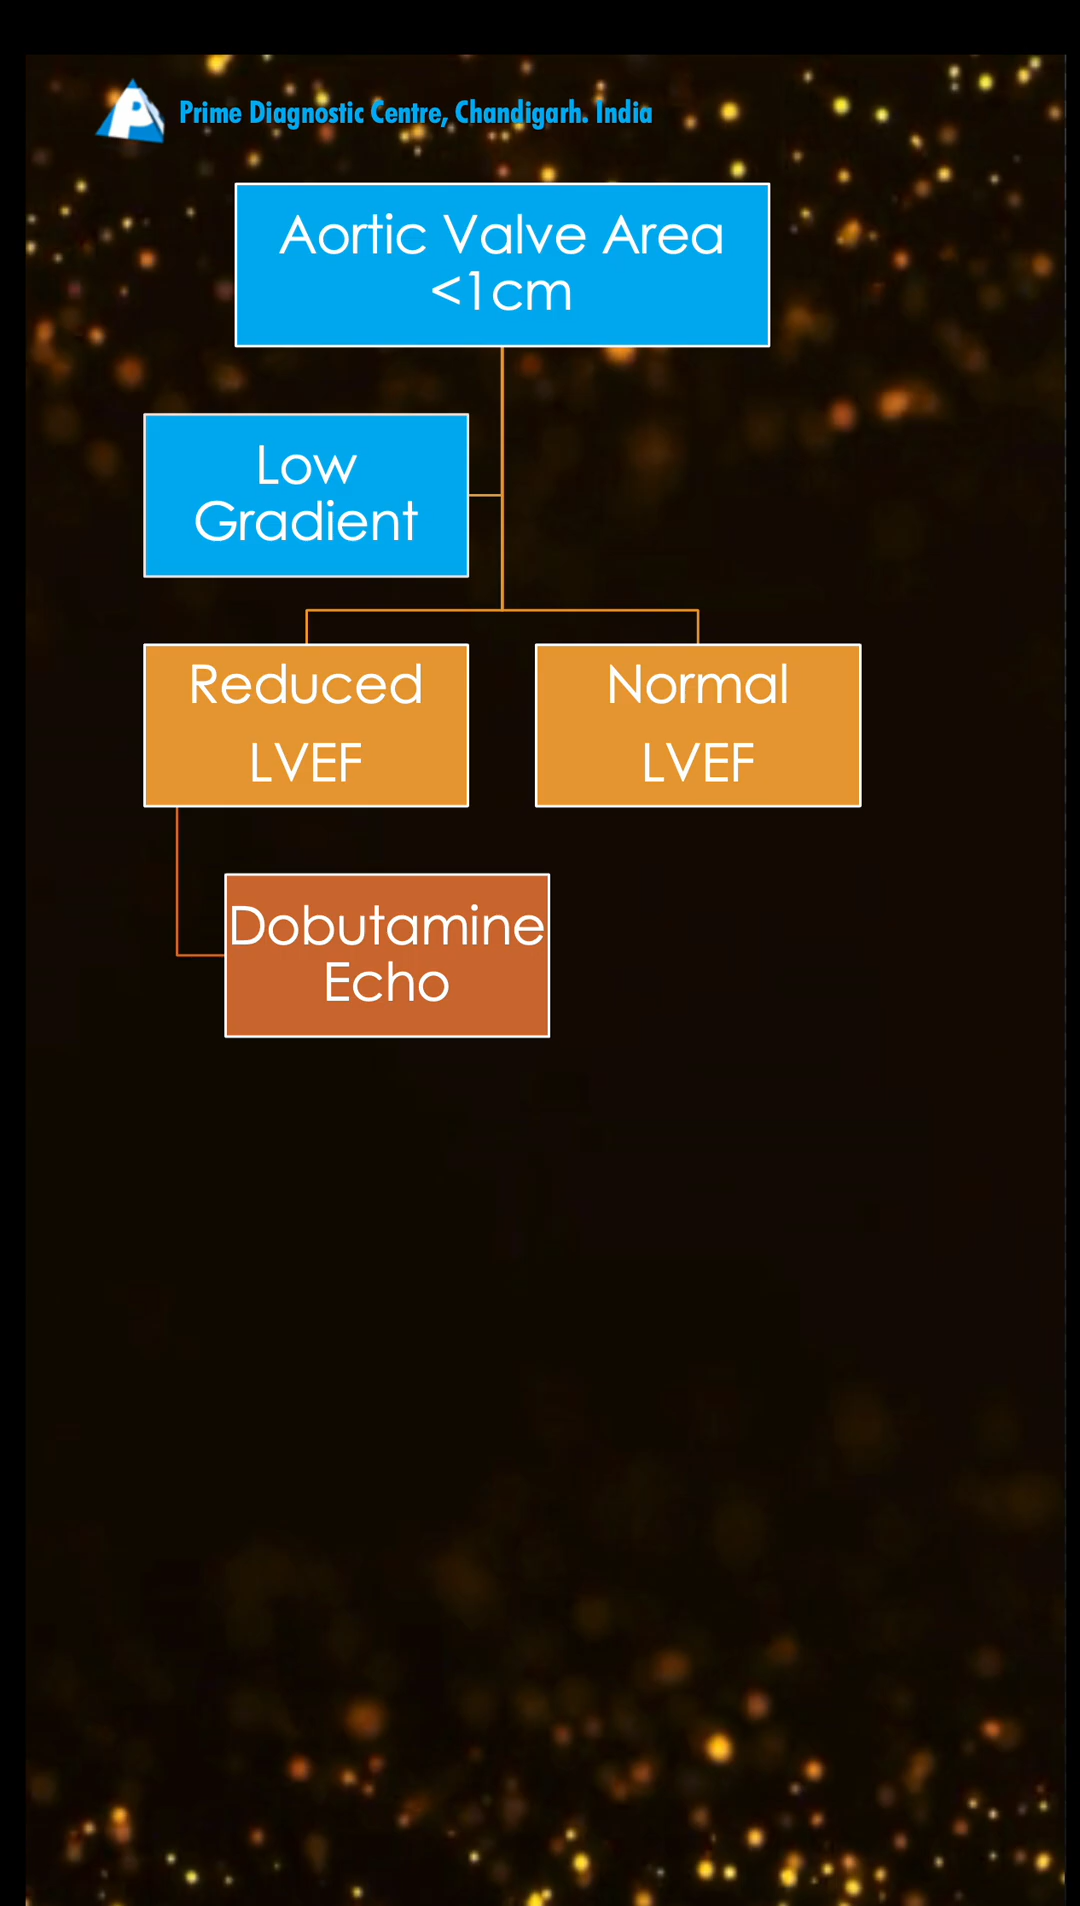 Prime Diagnostic Centre, Chandigarh. India
Aortic Valve Area
<1cm
Low
Gradient
Reduced
LVEF
Normal
LVEF
Dobutamine
Echo